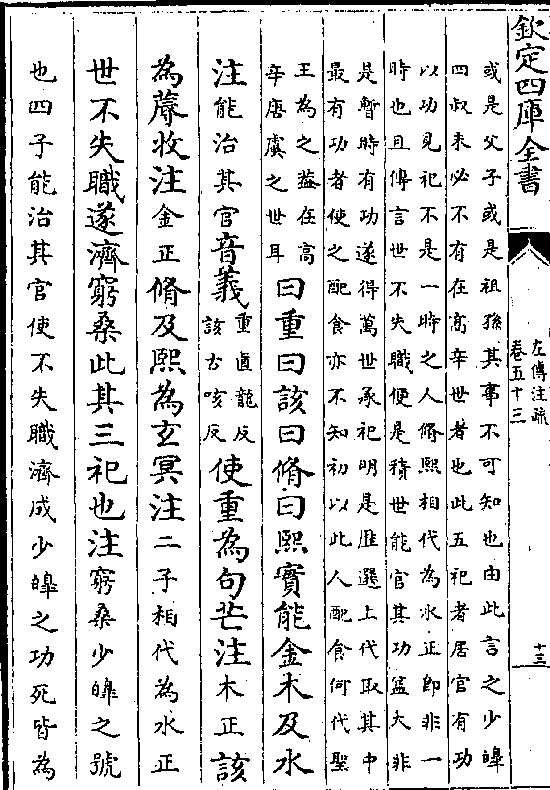 欽定四庫全書
左傳注疏
卷五十三
十三
或是父子或是祖孫其事不可知也由此言之少皥
四叔未必不有在高辛世者也此五祀者居官有功
以功見祀不是一時之人脩熙相代為水正即非一
時也且傳言世不失職便是積世能官其功益大非
是暫時有功遂得萬世承祀明是歴選上代取其中
最有功者使之配食亦不知初以此人配食何代聖
王為之益在高
辛唐虞之世耳
曰重曰該曰脩曰熙實能金木及水
注能治其官音義
重直龍反
該古咳反
使重為句芒注木正該
為蓐收注金正脩及熙為玄冥注二子相代為水正
世不失職遂濟窮桑此其三祀也注窮桑少皥之號
也四子能治其官使不失職濟成少皥之功死皆為